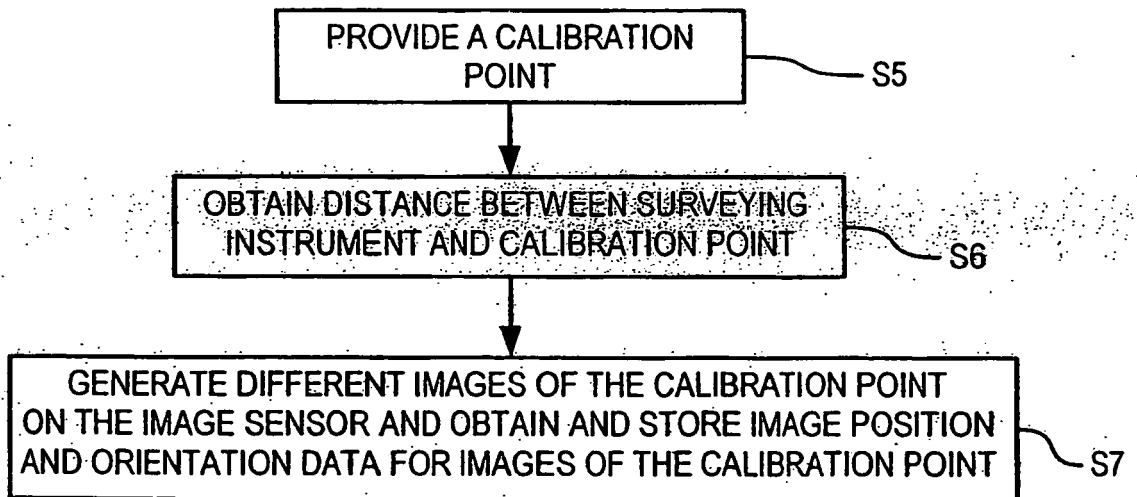 PROVIDE A CALIBRATION
POINT
S5
OBTAIN DISTANCE BETWEEN SURVEYING
INSTRUMENT AND CALIBRATION POINT
S6
GENERATE DIFFERENT IMAGES OF THE CALIBRATION POINT
ON THE IMAGE SENSOR AND OBTAIN AND STORE IMAGE POSITION
AND ORIENTATION DATA FOR IMAGES OF THE CALIBRATION POINT
S7